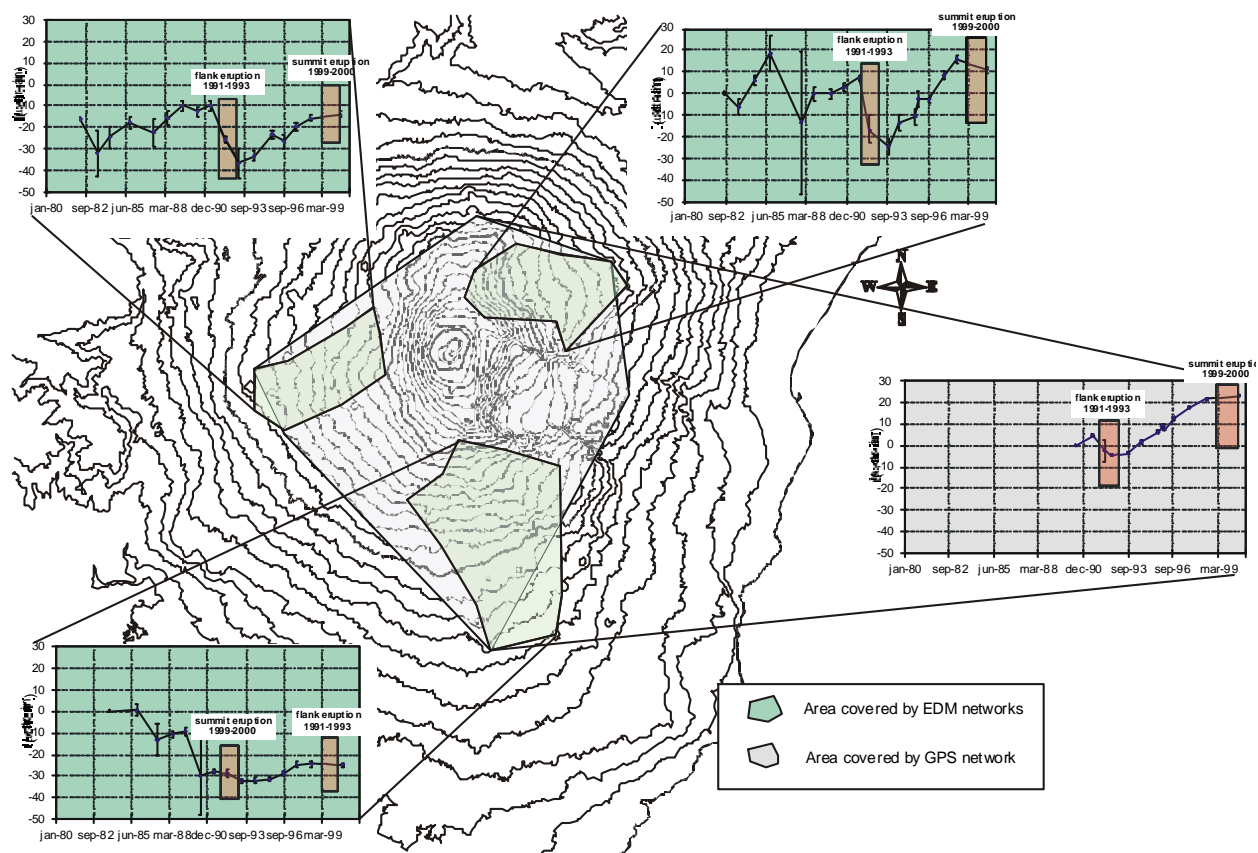 30
20
10
0
-10
-20
-30
-40
-50
jan-80 sep-82 jun-85 mar-88 dec-90 sep-93 sep-96 mar-99
flank eruption
1991-1993
summit eruption
1999-2000
30
20
10
0
-10
-20
-30
-40
-50
jan-80 sep-82 jun-85 mar-88 dec-90 sep-93 sep-96 mar-99
flank eruption
1991-1993
summit eruption
1999-2000
N
W E
S
30
20
10
0
-10
-20
-30
-40
-50
jan-80 sep-82 jun-85 mar-88 dec-90 sep-93 sep-96 mar-99
flank eruption
1991-1993
summit eruption
1999-2000
30
20
10
0
-10
-20
-30
-40
-50
jan-80 sep-82 jun-85 mar-88 dec-90 sep-93 sep-96 mar-99
summit eruption
1999-2000
flank eruption
1991-1993
Area covered by EDM networks
Area covered by GPS network